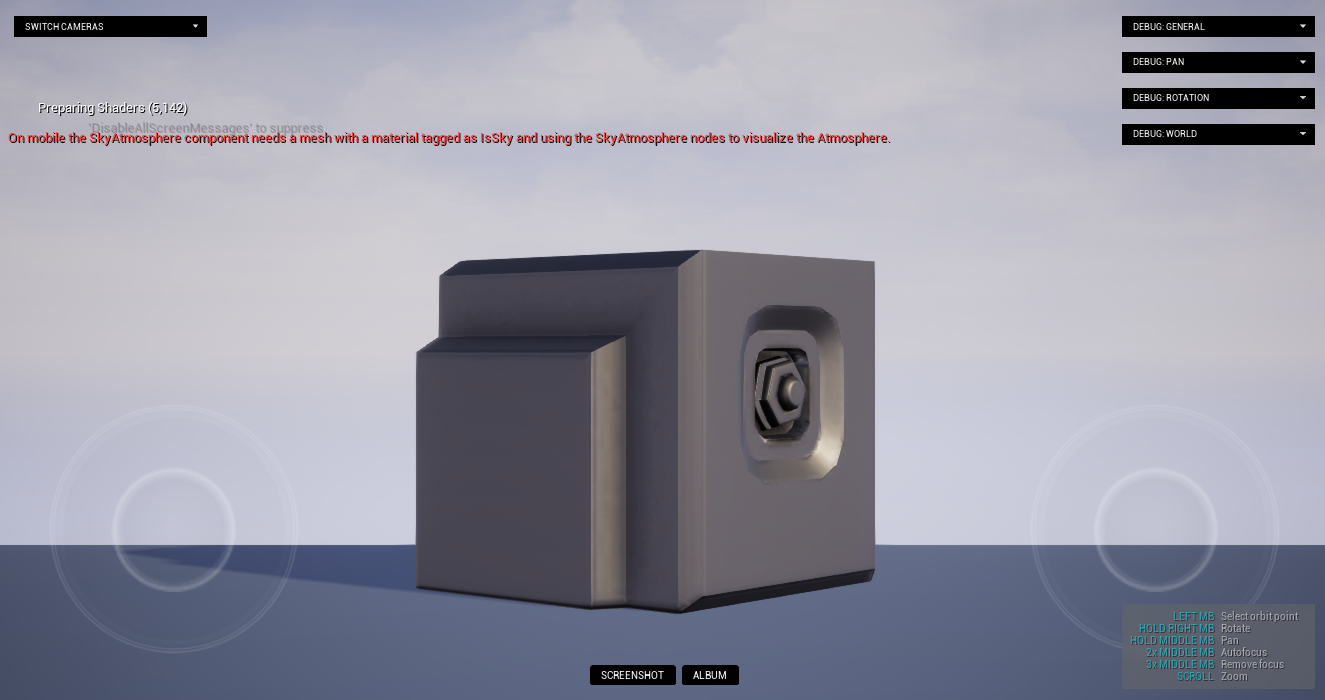 SWITCH CAMERAS
DEBUG: GENERAL
DEBUG: PAN
DEBUG: ROTATION
DEBUG: WORLD
Preparing Shaders (5,142)
'DisableAllScreenMessages' to suppress
On mobile the SkyAtmosphere component needs a mesh with a material tagged as IsSky and using the SkyAtmosphere nodes to visualize the Atmosphere.
LEFT MB Select orbit point
HOLD RIGHT MB Rotate
HOLD MIDDLE MB Pan
2x MIDDLE MB Autofocus
3x MIDDLE MB Remove focus
SCROLL Zoom
SCREENSHOT
ALBUM